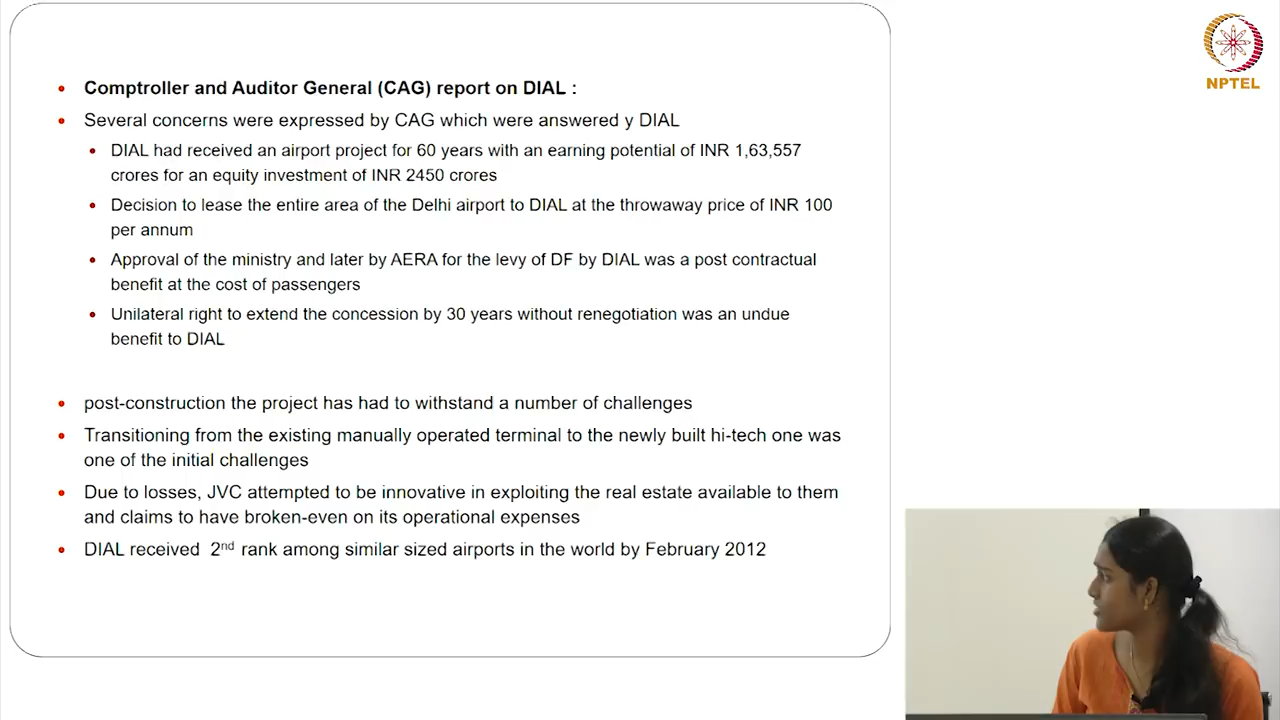 Comptroller and Auditor General (CAG) report on DIAL :
Several concerns were expressed by CAG which were answered y DIAL
DIAL had received an airport project for 60 years with an earning potential of INR 1,63,557
crores for an equity investment of INR 2450 crores
Decision to lease the entire area of the Delhi airport to DIAL at the throwaway price of INR 100
per annum
Approval of the ministry and later by AERA for the levy of DF by DIAL was a post contractual
benefit at the cost of passengers
Unilateral right to extend the concession by 30 years without renegotiation was an undue
benefit to DIAL
post-construction the project has had to withstand a number of challenges
Transitioning from the existing manually operated terminal to the newly built hi-tech one was
one of the initial challenges
Due to losses, JVC attempted to be innovative in exploiting the real estate available to them
and claims to have broken-even on its operational expenses
DIAL received 2nd rank among similar sized airports in the world by February 2012
NPTEL